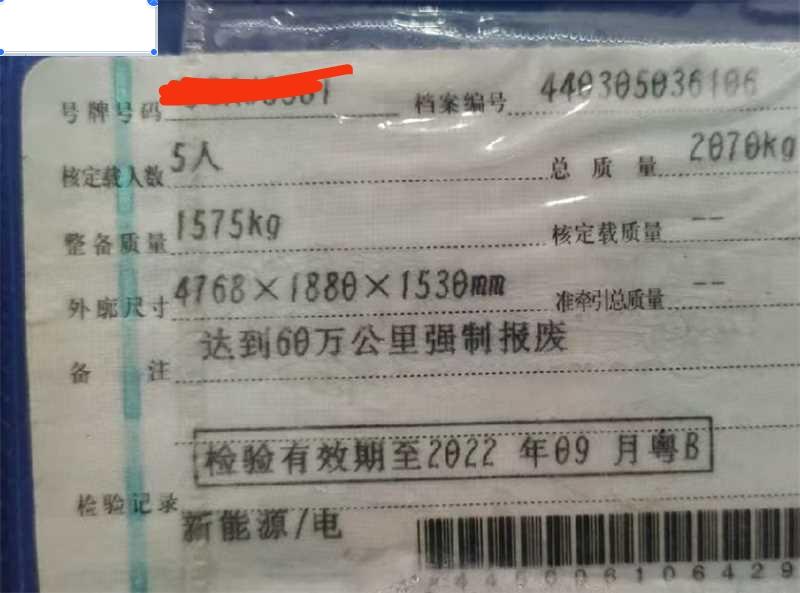 号牌号码 档案编号 440305036106
核定载人数 5人 总质量 2070kg
整备质量 1575kg 核定载质量 --
外廓尺寸 4768×1880×1530mm 准牵引总质量 --
备注 达到60万公里强制报废
检验有效期至2022 年09 月粤B
检验记录
新能源/电